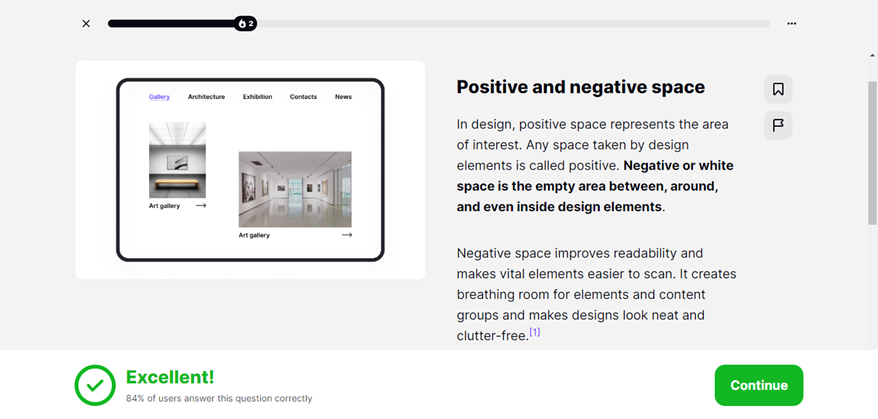 2
Gallery Architecture Exhibition Contacts News
Art gallery
Art gallery
Positive and negative space
In design, positive space represents the area
of interest. Any space taken by design
elements is called positive. Negative or white
space is the empty area between, around,
and even inside design elements.
Negative space improves readability and
makes vital elements easier to scan. It creates
breathing room for elements and content
groups and makes designs look neat and
clutter-free.[1]
Excellent!
84% of users answer this question correctly
Continue